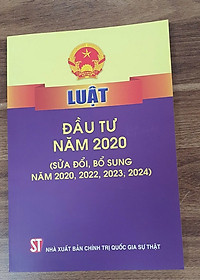 LUẬT
ĐẦU TƯ
NĂM 2020
(SỬA ĐỔI, BỔ SUNG
NĂM 2020, 2022, 2023, 2024)
ST NHÀ XUẤT BẢN CHÍNH TRỊ QUỐC GIA SỰ THẬT